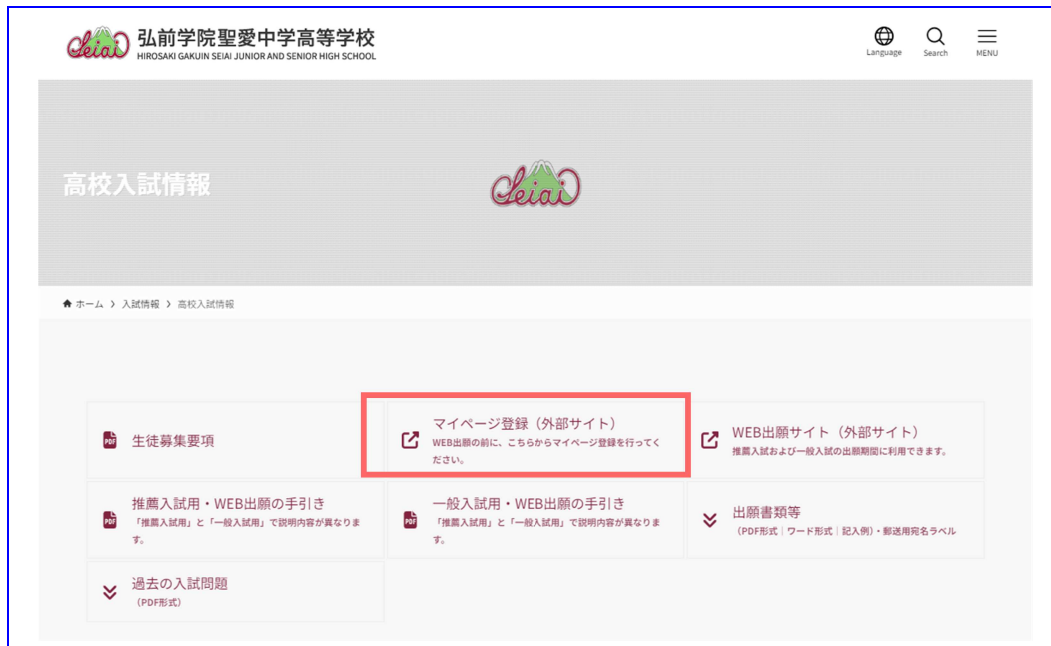 Seiai
弘前学院聖愛中学高等学校
HIROSAKI GAKUIN SEIAI JUNIOR AND SENIOR HIGH SCHOOL
Language
Search
MENU
高校入試情報
Seiai
ホーム 》 入試情報 》 高校入試情報
PDF
生徒募集要項
マイページ登録（外部サイト）
WEB出願の前に、こちらからマイページ登録を行ってく
ださい。
WEB出願サイト（外部サイト）
推薦入試および一般入試の出願期間に利用できます。
PDF
推薦入試用・WEB出願の手引き
「推薦入試用」と「一般入試用」で説明内容が異なりま
す。
PDF
一般入試用・WEB出願の手引き
「推薦入試用」と「一般入試用」で説明内容が異なりま
す。
出願書類等
（PDF形式｜ワード形式｜記入例）・郵送用宛名ラベル
過去の入試問題
（PDF形式）